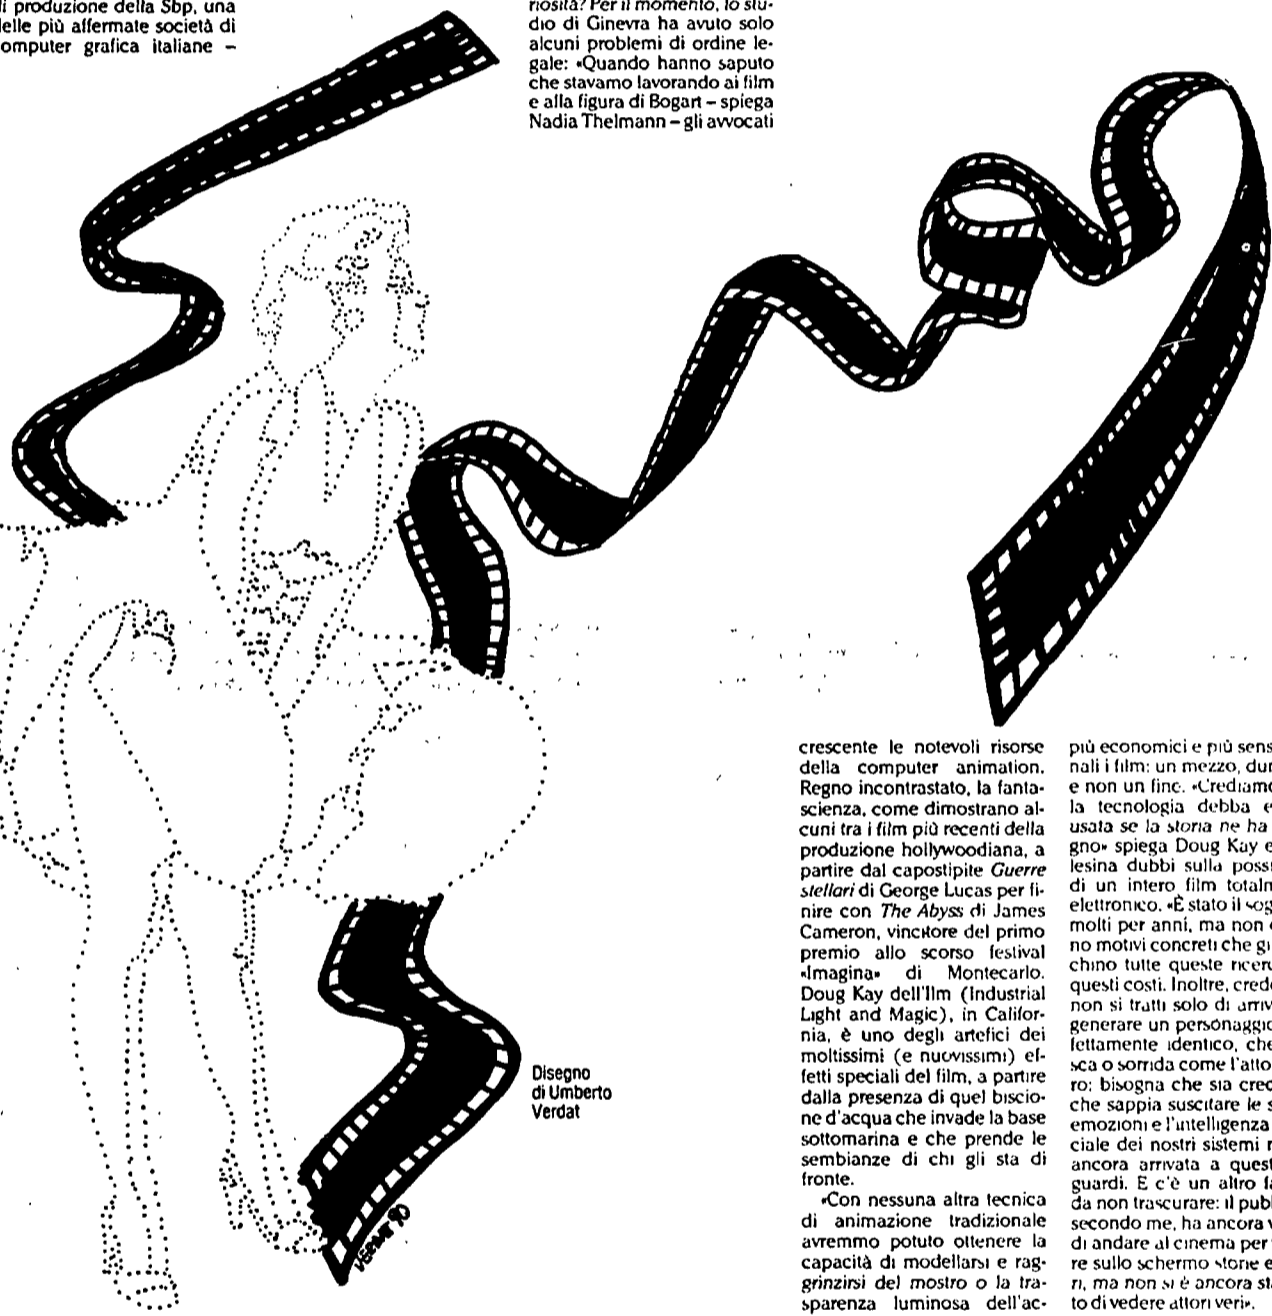 li produzione della Sbp, una
delle più affermate società di
computer grafica italiane –
riosità? Per il momento, lo stu-
dio di Ginevra ha avuto solo
alcuni problemi di ordine le-
gale: «Quando hanno saputo
che stavamo lavorando ai film
e alla figura di Bogart – spiega
Nadia Thelmann – gli avvocati
Disegno
di Umberto
Verdat
VERDAT 90
crescente le notevoli risorse
della computer animation.
Regno incontrastato, la fanta-
scienza, come dimostrano al-
cuni tra i film più recenti della
produzione hollywoodiana, a
partire dal capostipite Guerre
stellari di George Lucas per fi-
nire con The Abyss di James
Cameron, vincitore del primo
premio allo scorso festival
«Imagina» di Montecarlo.
Doug Kay dell'Ilm (Industrial
Light and Magic), in Califor-
nia, è uno degli artefici dei
moltissimi (e nuovissimi) ef-
fetti speciali del film, a partire
dalla presenza di quel biscio-
ne d'acqua che invade la base
sottomarina e che prende le
sembianze di chi gli sta di
fronte.
«Con nessuna altra tecnica
di animazione tradizionale
avremmo potuto ottenere la
capacità di modellarsi e rag-
grinzirsi del mostro o la tra-
sparenza luminosa dell'ac-
più economici e più sens
nali i film: un mezzo, dun
e non un fine. «Crediamo
la tecnologia debba e
usata se la storia ne ha
gno» spiega Doug Kay e
lesina dubbi sulla poss
di un intero film totalm
elettronico. «È stato il sog
molti per anni, ma non
no motivi concreti che gi
chino tutte queste ricerc
questi costi. Inoltre, cred
non si tratti solo di arriv
generare un personaggio
fettamente identico, che
sca o sorrida come l'atto
ro: bisogna che sia cred
che sappia suscitare le s
emozioni e l'intelligenza
ciale dei nostri sistemi n
ancora arrivata a quest
guardi. E c'è un altro fa
da non trascurare: il publ
secondo me, ha ancora v
di andare al cinema per
re sullo schermo storie e
ri, ma non si è ancora sta
to di vedere attori veri».